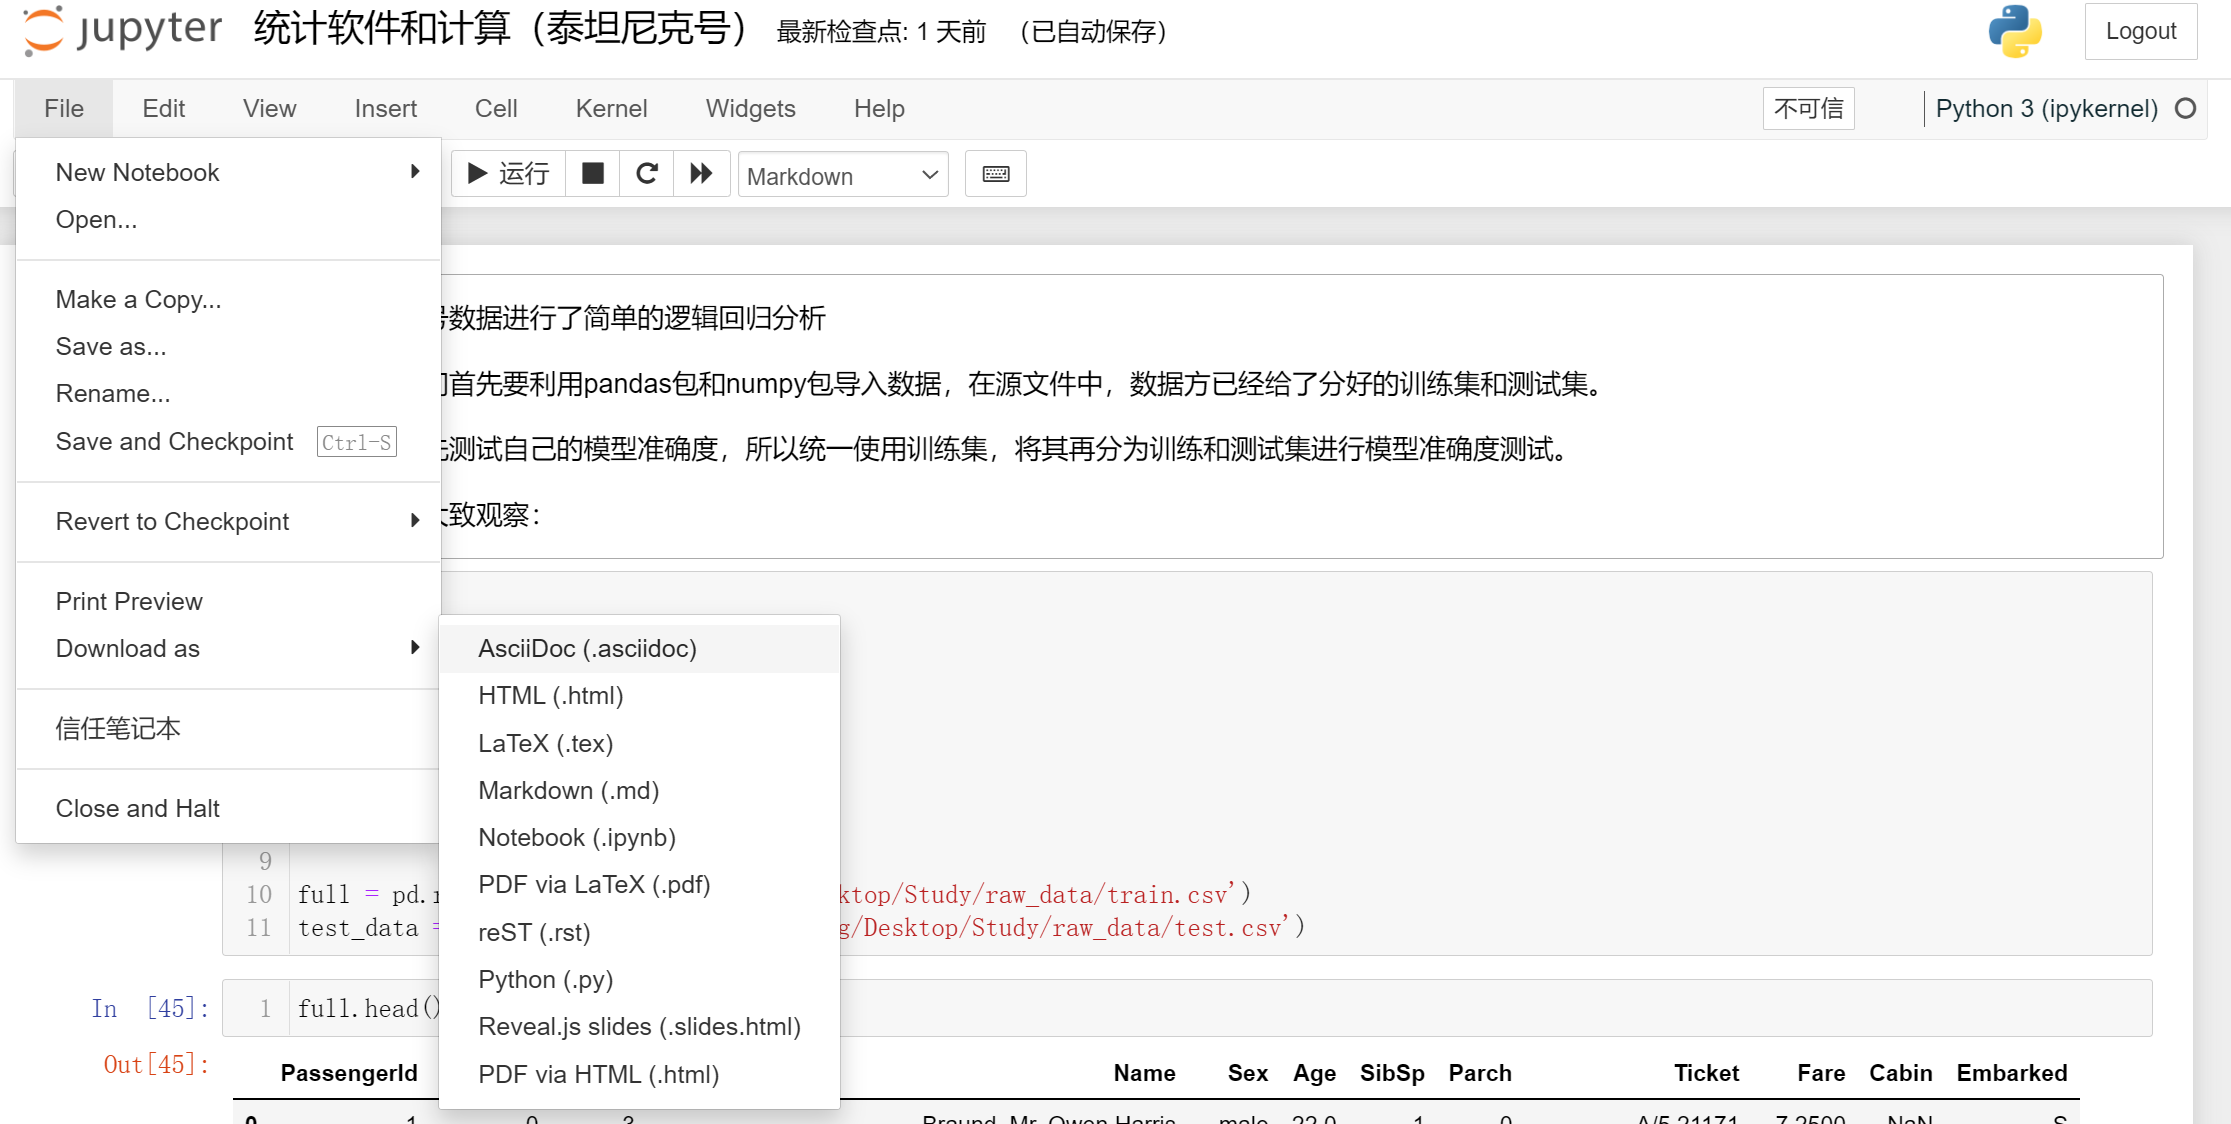 jupyter 统计软件和计算（泰坦尼克号） 最新检查点: 1 天前 （已自动保存） Logout
File Edit View Insert Cell Kernel Widgets Help 不可信 Python 3 (ipykernel)
运行 Markdown
New Notebook
Open...
Make a Copy...
Save as...
Rename...
Save and Checkpoint Ctrl-S
Revert to Checkpoint
Print Preview
Download as
信任笔记本
Close and Halt
数据进行了简单的逻辑回归分析
首先要利用pandas包和numpy包导入数据，在源文件中，数据方已经给了分好的训练集和测试集。
测试自己的模型准确度，所以统一使用训练集，将其再分为训练和测试集进行模型准确度测试。
致观察：
AsciiDoc (.asciidoc)
HTML (.html)
LaTeX (.tex)
Markdown (.md)
Notebook (.ipynb)
PDF via LaTeX (.pdf)
reST (.rst)
Python (.py)
Reveal.js slides (.slides.html)
PDF via HTML (.html)
9
10 full = pd. ktop/Study/raw_data/train.csv')
11 test_data = g/Desktop/Study/raw_data/test.csv')
In [45]: 1 full.head()
Out[45]:
PassengerId Name Sex Age SibSp Parch Ticket Fare Cabin Embarked
0 1 0 3 Braund, Mr. Owen Harris male 22.0 1 0 A/5 21171 7.2500 NaN S